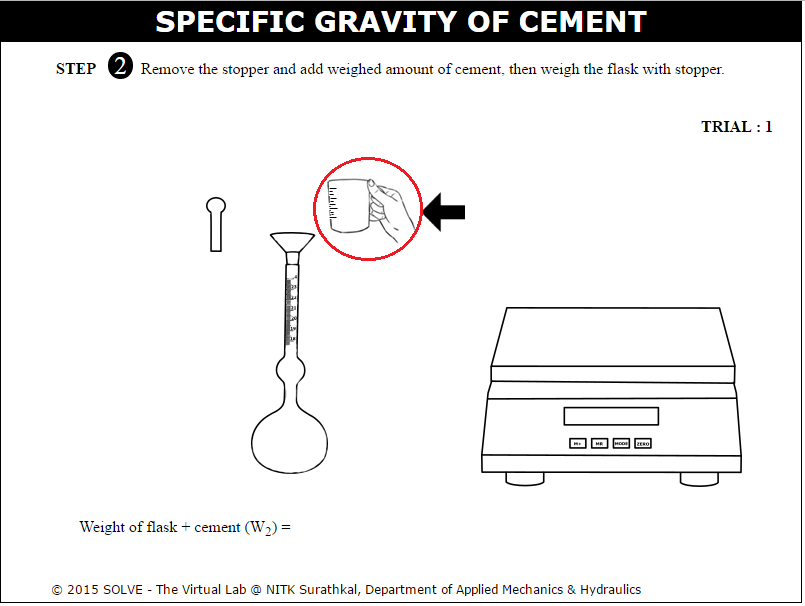 SPECIFIC GRAVITY OF CEMENT
STEP 2 Remove the stopper and add weighed amount of cement, then weigh the flask with stopper.
TRIAL : 1
M+ MR MODE ZERO
Weight of flask + cement (W₂) =
© 2015 SOLVE - The Virtual Lab @ NITK Surathkal, Department of Applied Mechanics & Hydraulics